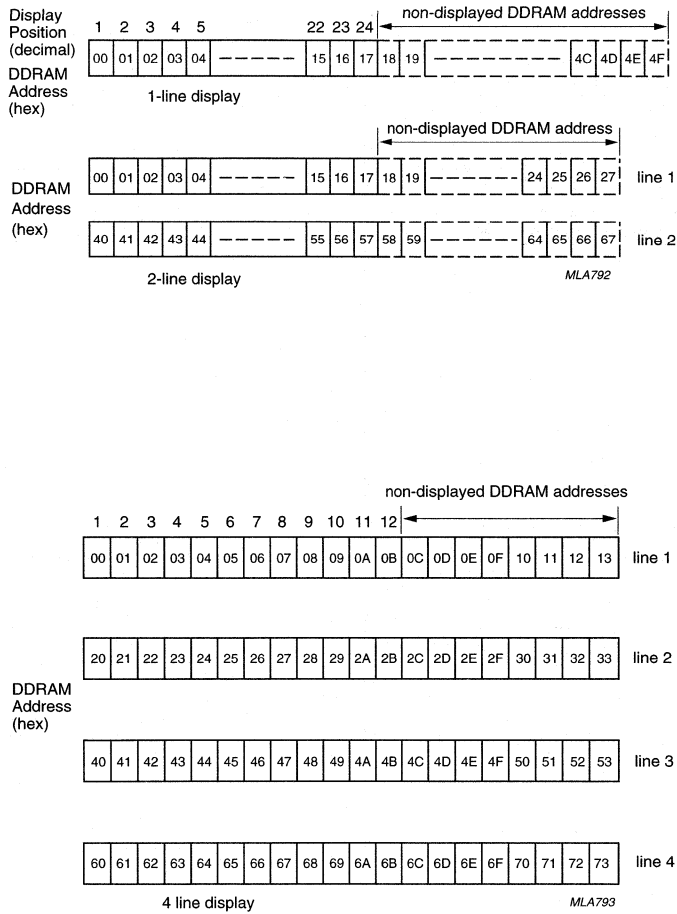 Display Position (decimal)
1 2 3 4 5 22 23 24 non-displayed DDRAM addresses
DDRAM Address (hex)
00 01 02 03 04 15 16 17 18 19 4C 4D 4E 4F
1-line display
non-displayed DDRAM address
DDRAM Address (hex)
00 01 02 03 04 15 16 17 18 19 24 25 26 27 line 1
40 41 42 43 44 55 56 57 58 59 64 65 66 67 line 2
2-line display
MLA792
non-displayed DDRAM addresses
1 2 3 4 5 6 7 8 9 10 11 12
00 01 02 03 04 05 06 07 08 09 0A 0B 0C 0D 0E 0F 10 11 12 13 line 1
20 21 22 23 24 25 26 27 28 29 2A 2B 2C 2D 2E 2F 30 31 32 33 line 2
DDRAM Address (hex)
40 41 42 43 44 45 46 47 48 49 4A 4B 4C 4D 4E 4F 50 51 52 53 line 3
60 61 62 63 64 65 66 67 68 69 6A 6B 6C 6D 6E 6F 70 71 72 73 line 4
4 line display
MLA793